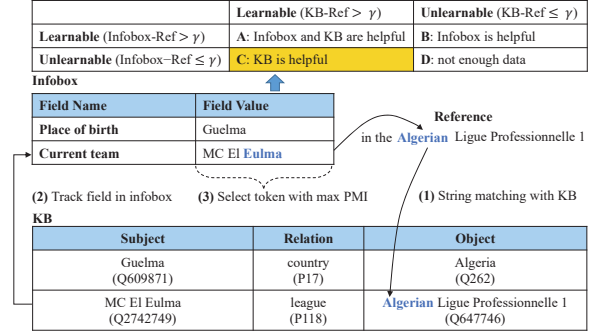 Learnable (KB-Ref > γ) Unlearnable (KB-Ref ≤ γ)
Learnable (Infobox-Ref > γ) A: Infobox and KB are helpful B: Infobox is helpful
Unlearnable (Infobox−Ref ≤ γ) C: KB is helpful D: not enough data
Infobox
Field Name Field Value
Place of birth Guelma
Current team MC El Eulma
Reference
in the Algerian Ligue Professionnelle 1
(2) Track field in infobox (3) Select token with max PMI (1) String matching with KB
KB
Subject Relation Object
Guelma country Algeria
(Q609871) (P17) (Q262)
MC El Eulma league Algerian Ligue Professionnelle 1
(Q2742749) (P118) Q647746)